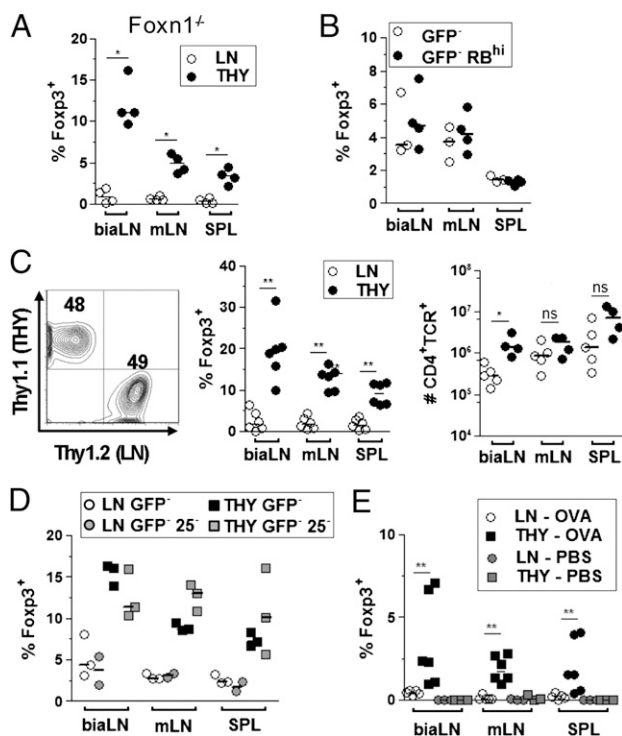 A
Foxn1-/-
LN
THY
% Foxp3+
20
15
10
5
0
*
*
*
biaLN mLN SPL
B
GFP-
GFP- RBhi
% Foxp3+
10
8
6
4
2
0
biaLN mLN SPL
C
48
49
Thy1.1 (THY)
Thy1.2 (LN)
LN
THY
% Foxp3+
40
30
20
10
0
**
**
**
biaLN mLN SPL
# CD4+TCR+
10^8
10^7
10^6
10^5
10^4
*
ns
ns
biaLN mLN SPL
D
LN GFP- THY GFP-
LN GFP- 25- THY GFP- 25-
% Foxp3+
20
15
10
5
0
biaLN mLN SPL
E
LN - OVA
THY - OVA
LN - PBS
THY - PBS
% Foxp3+
10
5
0
**
**
**
biaLN mLN SPL